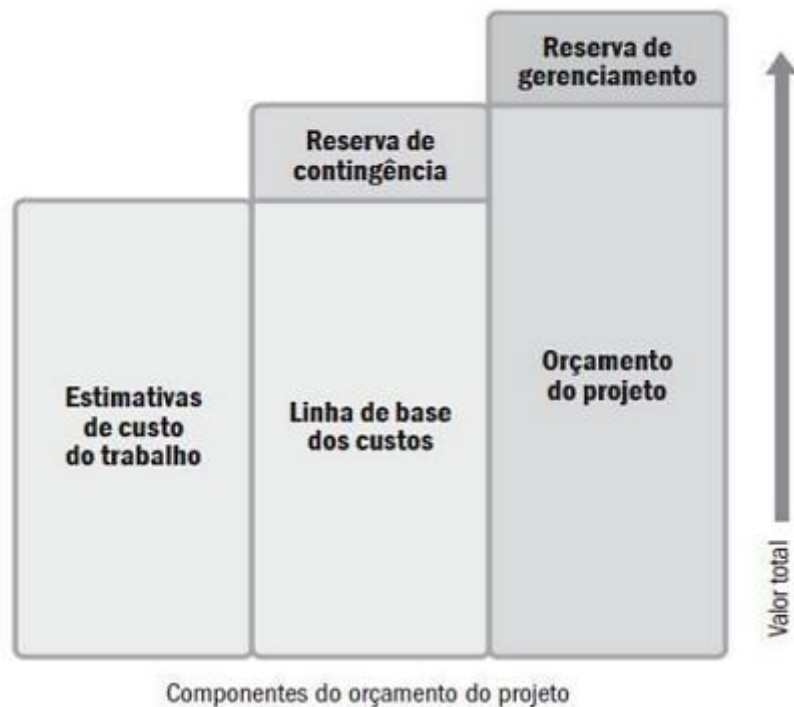 Reserva de
gerenciamento
Reserva de
contingência
Estimativas
de custo
do trabalho
Linha de base
dos custos
Orçamento
do projeto
Valor total
Componentes do orçamento do projeto